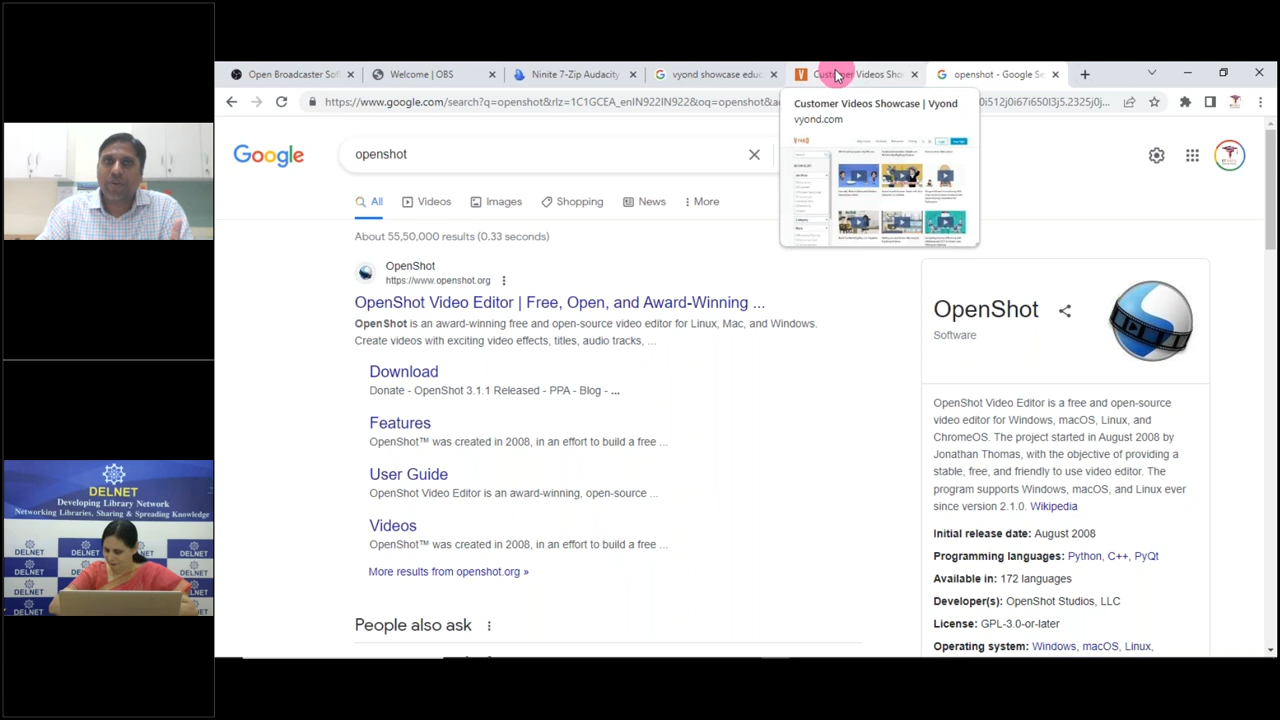 Open Broadcaster Sof
Welcome | OBS
Ninite 7-Zip Audacity
vyond showcase educ
Customer Videos Sho
openshot - Google Se
https://www.google.com/search?q=openshot&rlz=1C1GCEA_enIN922IN922&oq=openshot&a
0i512j0i67i650l3j5.2325j0j...
Customer Videos Showcase | Vyond
vyond.com
Google
openshot
All
Videos
Images
Shopping
News
More
About 55,50,000 results (0.33 seconds)
OpenShot
https://www.openshot.org
OpenShot Video Editor | Free, Open, and Award-Winning ...
OpenShot is an award-winning free and open-source video editor for Linux, Mac, and Windows.
Create videos with exciting video effects, titles, audio tracks, ...
Download
Donate - OpenShot 3.1.1 Released - PPA - Blog - ...
Features
OpenShot™ was created in 2008, in an effort to build a free ...
User Guide
OpenShot Video Editor is an award-winning, open-source ...
Videos
OpenShot™ was created in 2008, in an effort to build a free ...
More results from openshot.org »
People also ask
OpenShot
Software
OpenShot Video Editor is a free and open-source
video editor for Windows, macOS, Linux, and
ChromeOS. The project started in August 2008 by
Jonathan Thomas, with the objective of providing a
stable, free, and friendly to use video editor. The
program supports Windows, macOS, and Linux ever
since version 2.1.0. Wikipedia
Initial release date: August 2008
Programming languages: Python, C++, PyQt
Available in: 172 languages
Developer(s): OpenShot Studios, LLC
License: GPL-3.0-or-later
Operating system: Windows, macOS, Linux,
DELNET
Developing Library Network
Networking Libraries, Sharing & Spreading Knowledge